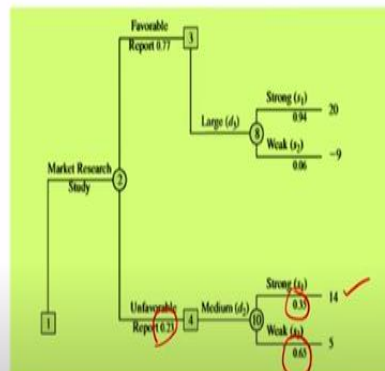 Favorable
Report 0.77
3
Strong (s₁)
0.94
20
Large (d₃)
8
Weak (s₂)
0.06
-9
Market Research
Study
2
Strong (s₁)
0.35
14
Unfavorable
Report 0.23
4
Medium (d₂)
10
Weak (s₂)
0.65
5
1